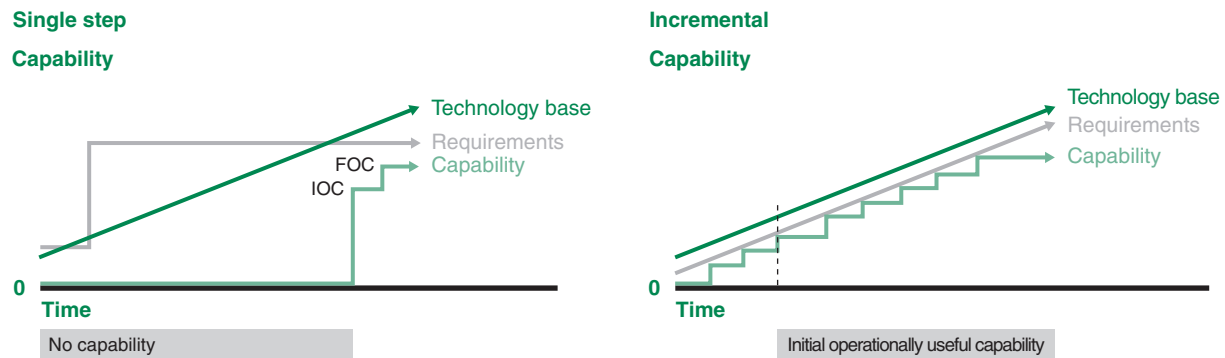 Single step
Capability
Technology base
Requirements
FOC
Capability
IOC
0
Time
No capability
Incremental
Capability
Technology base
Requirements
Capability
0
Time
Initial operationally useful capability